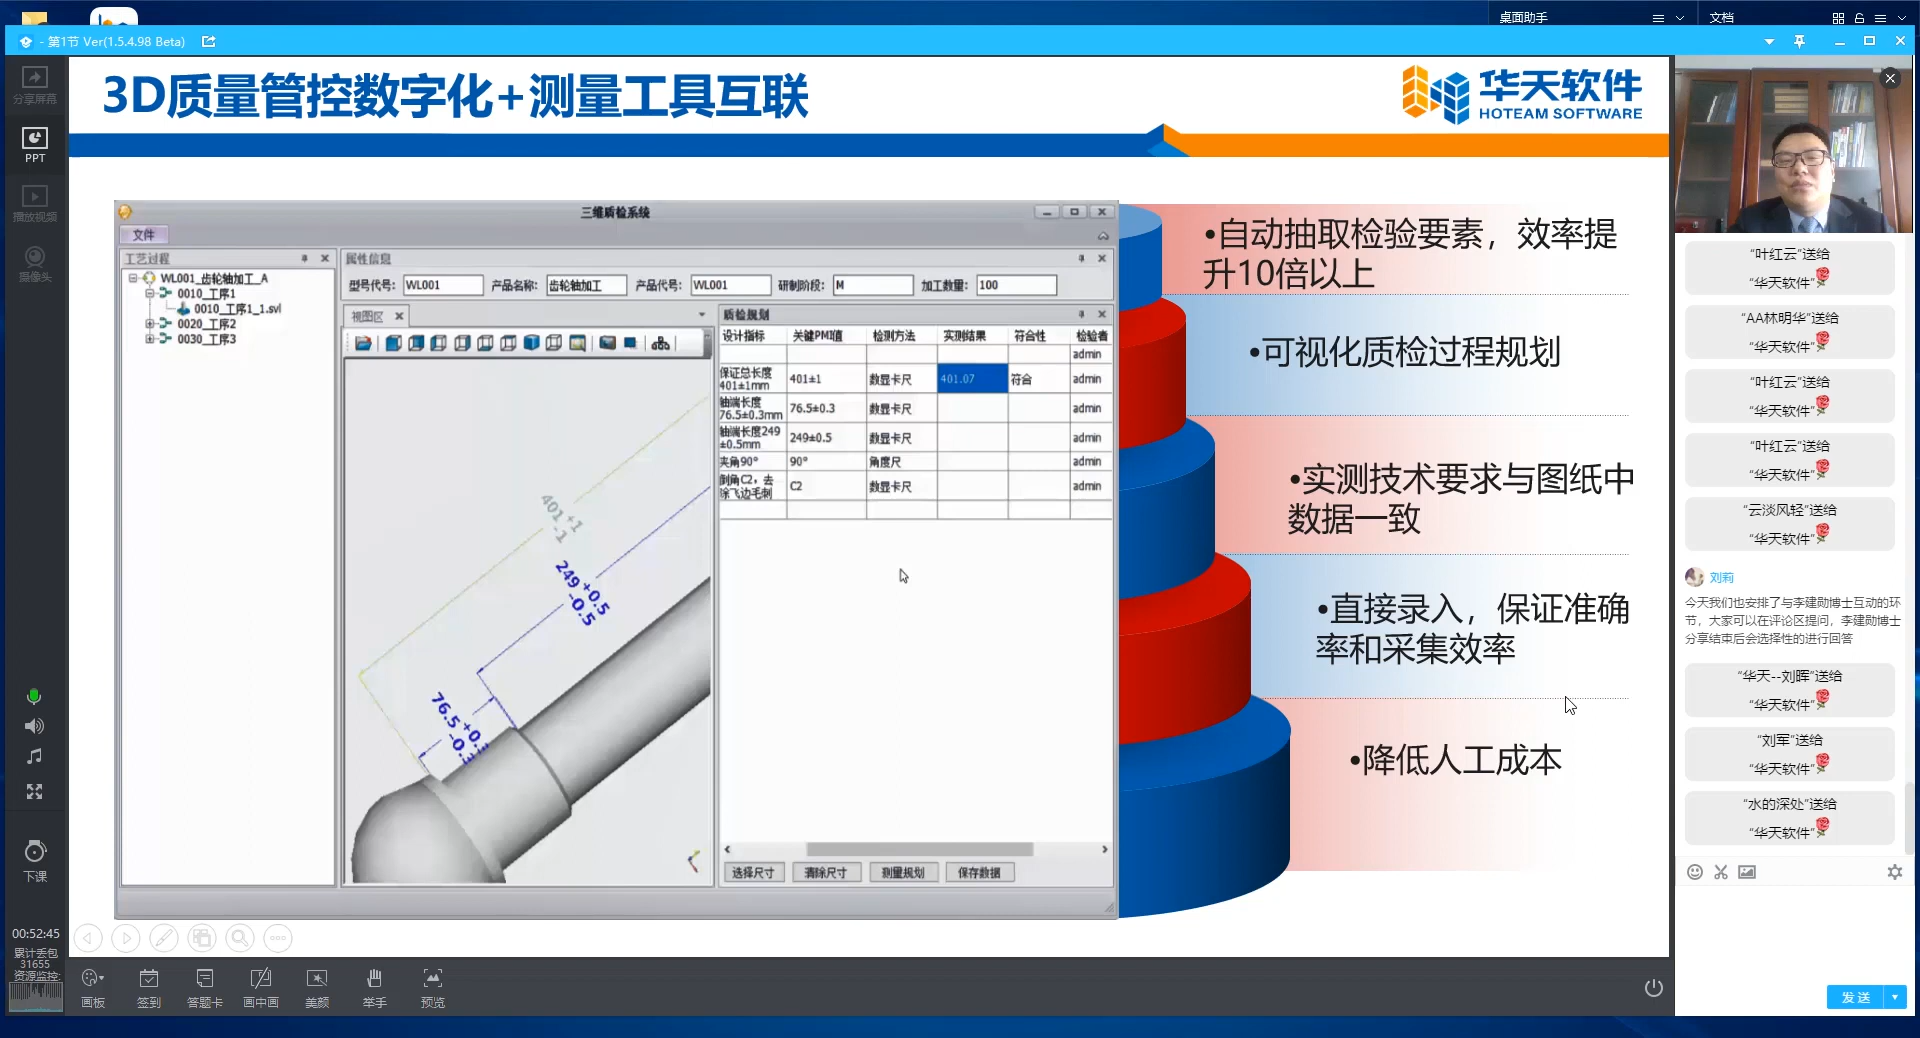 桌面助手
文档
- 第1节 Ver(1.5.4.98 Beta)
分享屏幕
PPT
播放视频
摄像头
下课
00:52:45
累计丢包
31655
资源监控:
3D质量管控数字化+测量工具互联
华天软件
HOTEAM SOFTWARE
三维质检系统
文件
工艺过程
WL001_齿轮轴加工_A
0010_工序1
0010_工序1_1.svl
0020_工序2
0030_工序3
属性信息
型号代号: WL001 产品名称: 齿轮轴加工 产品代号: WL001 研制阶段: M 加工数量: 100
视图区
401 +1 -1
249 +0.5 -0.5
76.5 +0.3 -0.3
质检规划
设计指标 关键PMI值 检测方法 实测结果 符合性 检验者
admin
保证总长度401±1mm 401±1 数显卡尺 401.07 符合 admin
轴端长度76.5±0.3mm 76.5±0.3 数显卡尺 admin
轴端长度249±0.5mm 249±0.5 数显卡尺 admin
夹角90° 90° 角度尺 admin
倒角C2，去除飞边毛刺 C2 数显卡尺 admin
选择尺寸 清除尺寸 测量规划 保存数据
•自动抽取检验要素，效率提
升10倍以上
•可视化质检过程规划
•实测技术要求与图纸中
数据一致
•直接录入，保证准确
率和采集效率
•降低人工成本
画板 签到 答题卡 画中画 美颜 举手 预览
“叶红云”送给
“华天软件”
“AA林明华”送给
“华天软件”
“叶红云”送给
“华天软件”
“叶红云”送给
“华天软件”
“云淡风轻”送给
“华天软件”
刘莉
今天我们也安排了与李建勋博士互动的环
节，大家可以在评论区提问，李建勋博士
分享结束后会选择性的进行回答
“华天--刘晖”送给
“华天软件”
“刘军”送给
“华天软件”
“水的深处”送给
“华天软件”
发送